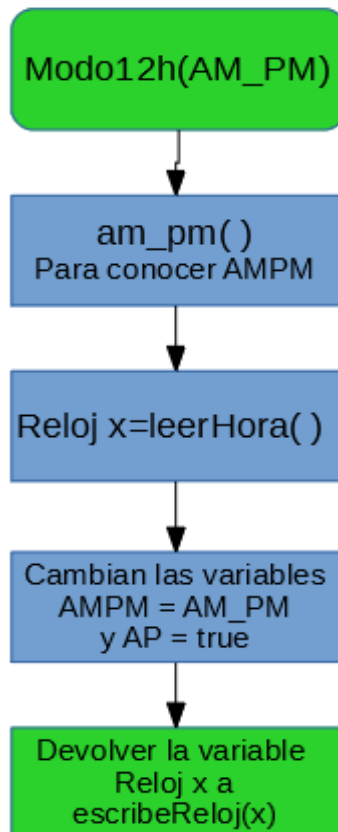 Modo12h(AM_PM)
am_pm( )
Para conocer AMPM
Reloj x=leerHora( )
Cambian las variables
AMPM = AM_PM
y AP = true
Devolver la variable
Reloj x a
escribeReloj(x)